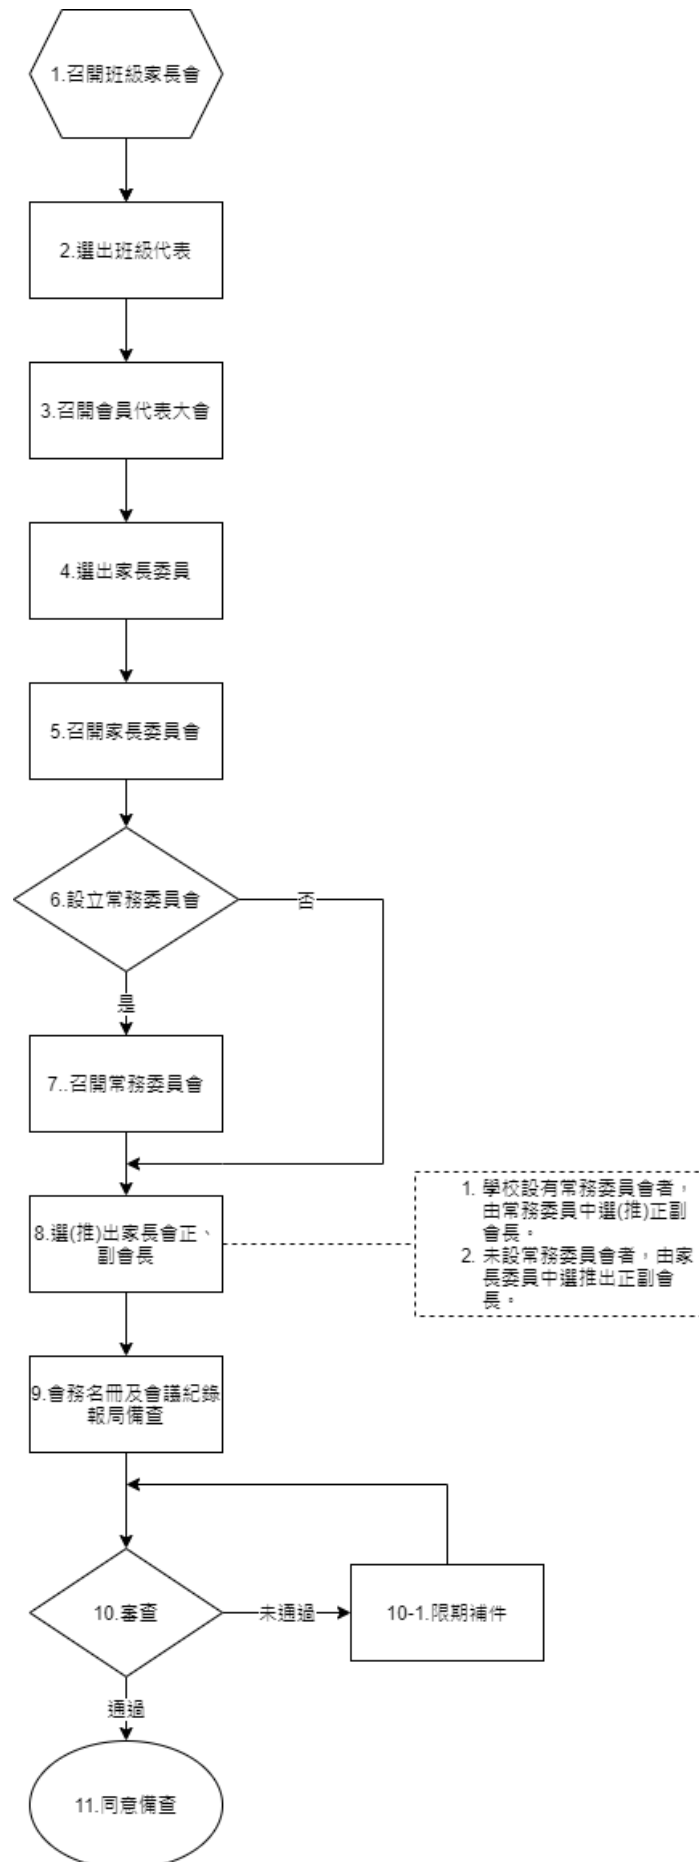 1.召開班級家長會
2.選出班級代表
3.召開會員代表大會
4.選出家長委員
5.召開家長委員會
6.設立常務委員會
否
是
7..召開常務委員會
8.選(推)出家長會正、
副會長
1. 學校設有常務委員會者，
由常務委員中選(推)正副
會長。
2. 未設常務委員會者，由家
長委員中選推出正副會
長。
9.會務名冊及會議紀錄
報局備查
10.審查
未通過
10-1.限期補件
通過
11.同意備查